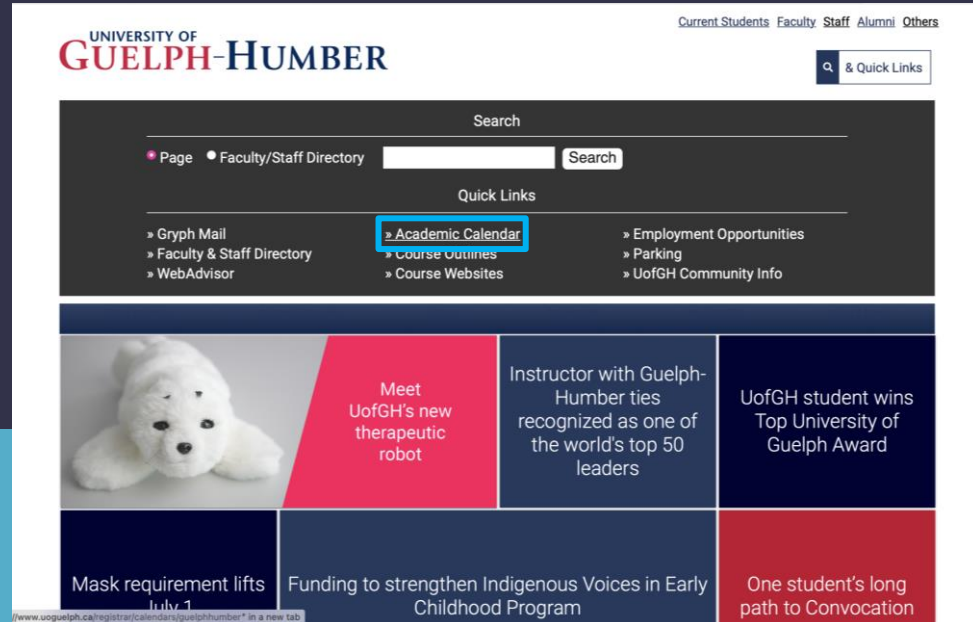 Current Students Faculty Staff Alumni Others
UNIVERSITY OF
GUELPH-HUMBER
& Quick Links
Search
Page Faculty/Staff Directory Search
Quick Links
» Gryph Mail » Academic Calendar » Employment Opportunities
» Faculty & Staff Directory » Course Outlines » Parking
» WebAdvisor » Course Websites » UofGH Community Info
Meet
UofGH's new
therapeutic
robot
Instructor with Guelph-
Humber ties
recognized as one of
the world's top 50
leaders
UofGH student wins
Top University of
Guelph Award
Mask requirement lifts
July 1
Funding to strengthen Indigenous Voices in Early
Childhood Program
One student's long
path to Convocation
//www.uoguelph.ca/registrar/calendars/guelphhumber" in a new tab